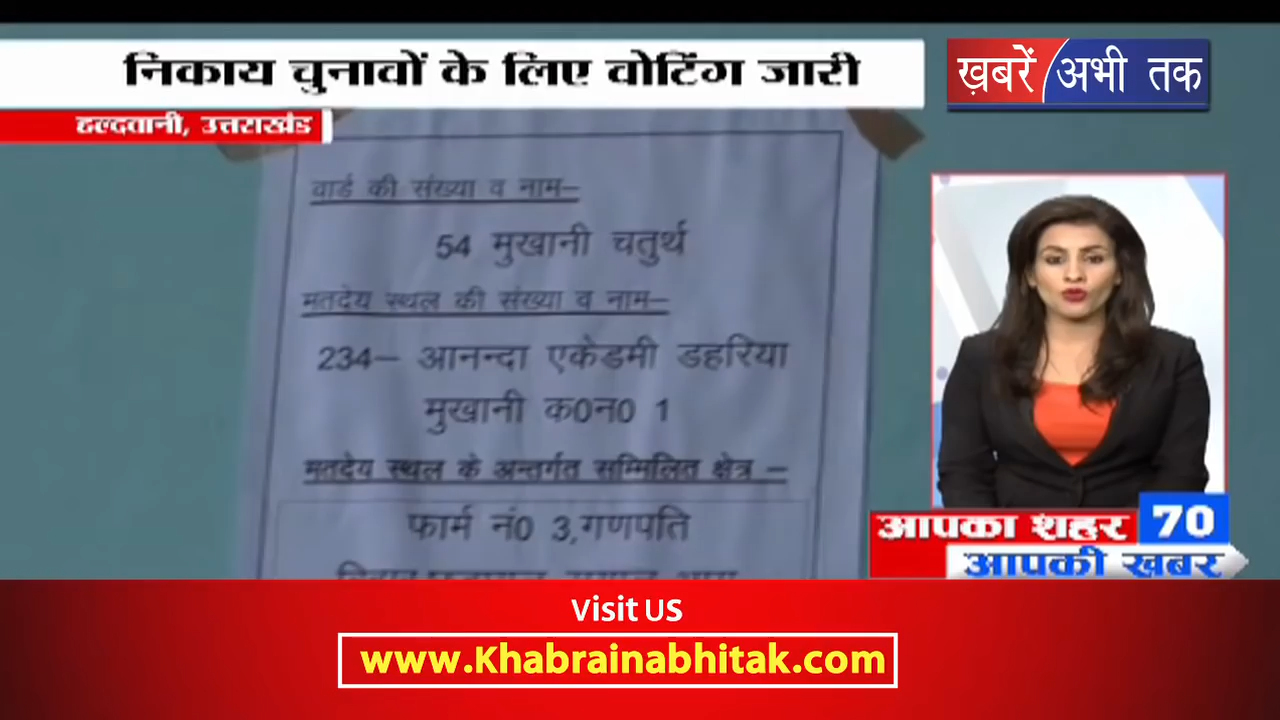 निकाय चुनावों के लिए वोटिंग जारी
ख़बरें अभी तक
हल्दवानी, उत्तराखंड
वार्ड की संख्या व नाम–
54 मुखानी चतुर्थ
मतदेय स्थल की संख्या व नाम–
234– आनन्दा एकेडमी डहरिया
मुखानी क0न0 1
मतदेय स्थल के अन्तर्गत सम्मिलित क्षेत्र –
फार्म नं0 3,गणपति
आपका शहर 70
आपकी खबर
Visit US
www.Khabrainabhitak.com